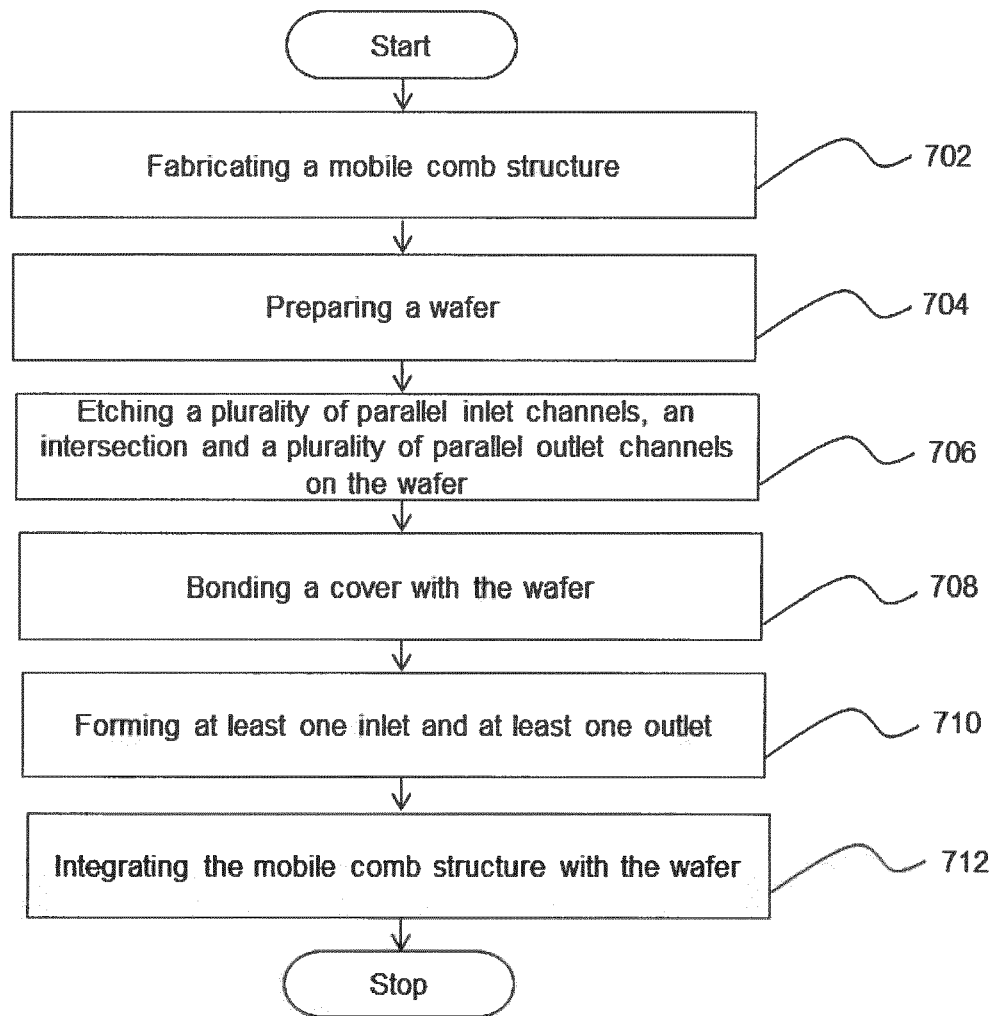 Start
Fabricating a mobile comb structure
702
Preparing a wafer
704
Etching a plurality of parallel inlet channels, an
intersection and a plurality of parallel outlet channels
on the wafer
706
Bonding a cover with the wafer
708
Forming at least one inlet and at least one outlet
710
Integrating the mobile comb structure with the wafer
712
Stop